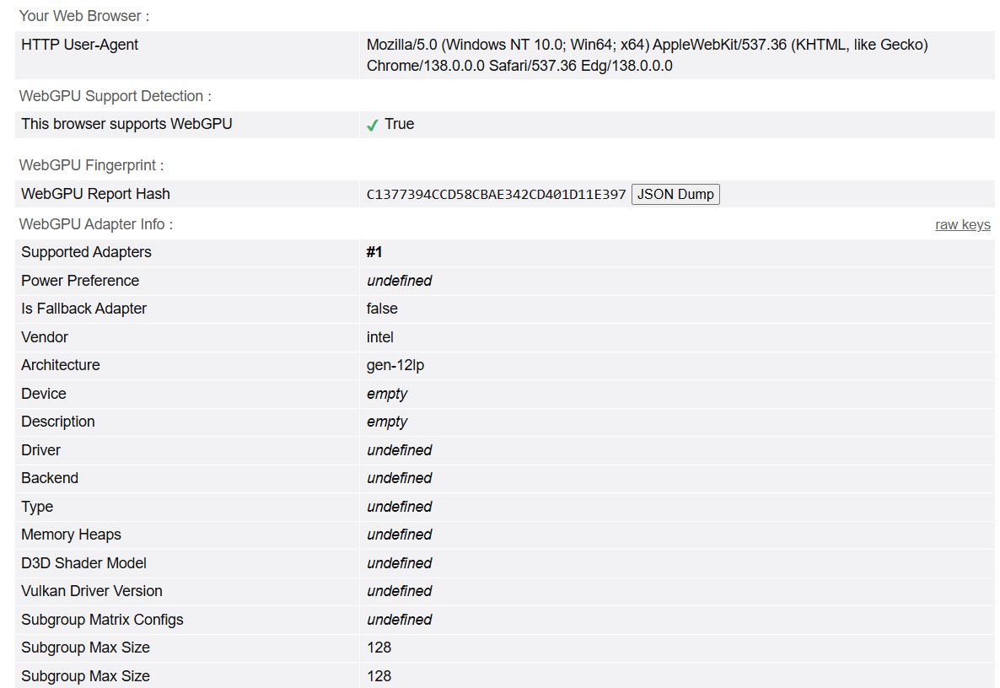 Your Web Browser :
HTTP User-Agent
Mozilla/5.0 (Windows NT 10.0; Win64; x64) AppleWebKit/537.36 (KHTML, like Gecko)
Chrome/138.0.0.0 Safari/537.36 Edg/138.0.0.0
WebGPU Support Detection :
This browser supports WebGPU ✔ True
WebGPU Fingerprint :
WebGPU Report Hash C1377394CCD58CBAE342CD401D11E397 JSON Dump
WebGPU Adapter Info : raw keys
Supported Adapters #1
Power Preference undefined
Is Fallback Adapter false
Vendor intel
Architecture gen-12lp
Device empty
Description empty
Driver undefined
Backend undefined
Type undefined
Memory Heaps undefined
D3D Shader Model undefined
Vulkan Driver Version undefined
Subgroup Matrix Configs undefined
Subgroup Max Size 128
Subgroup Max Size 128